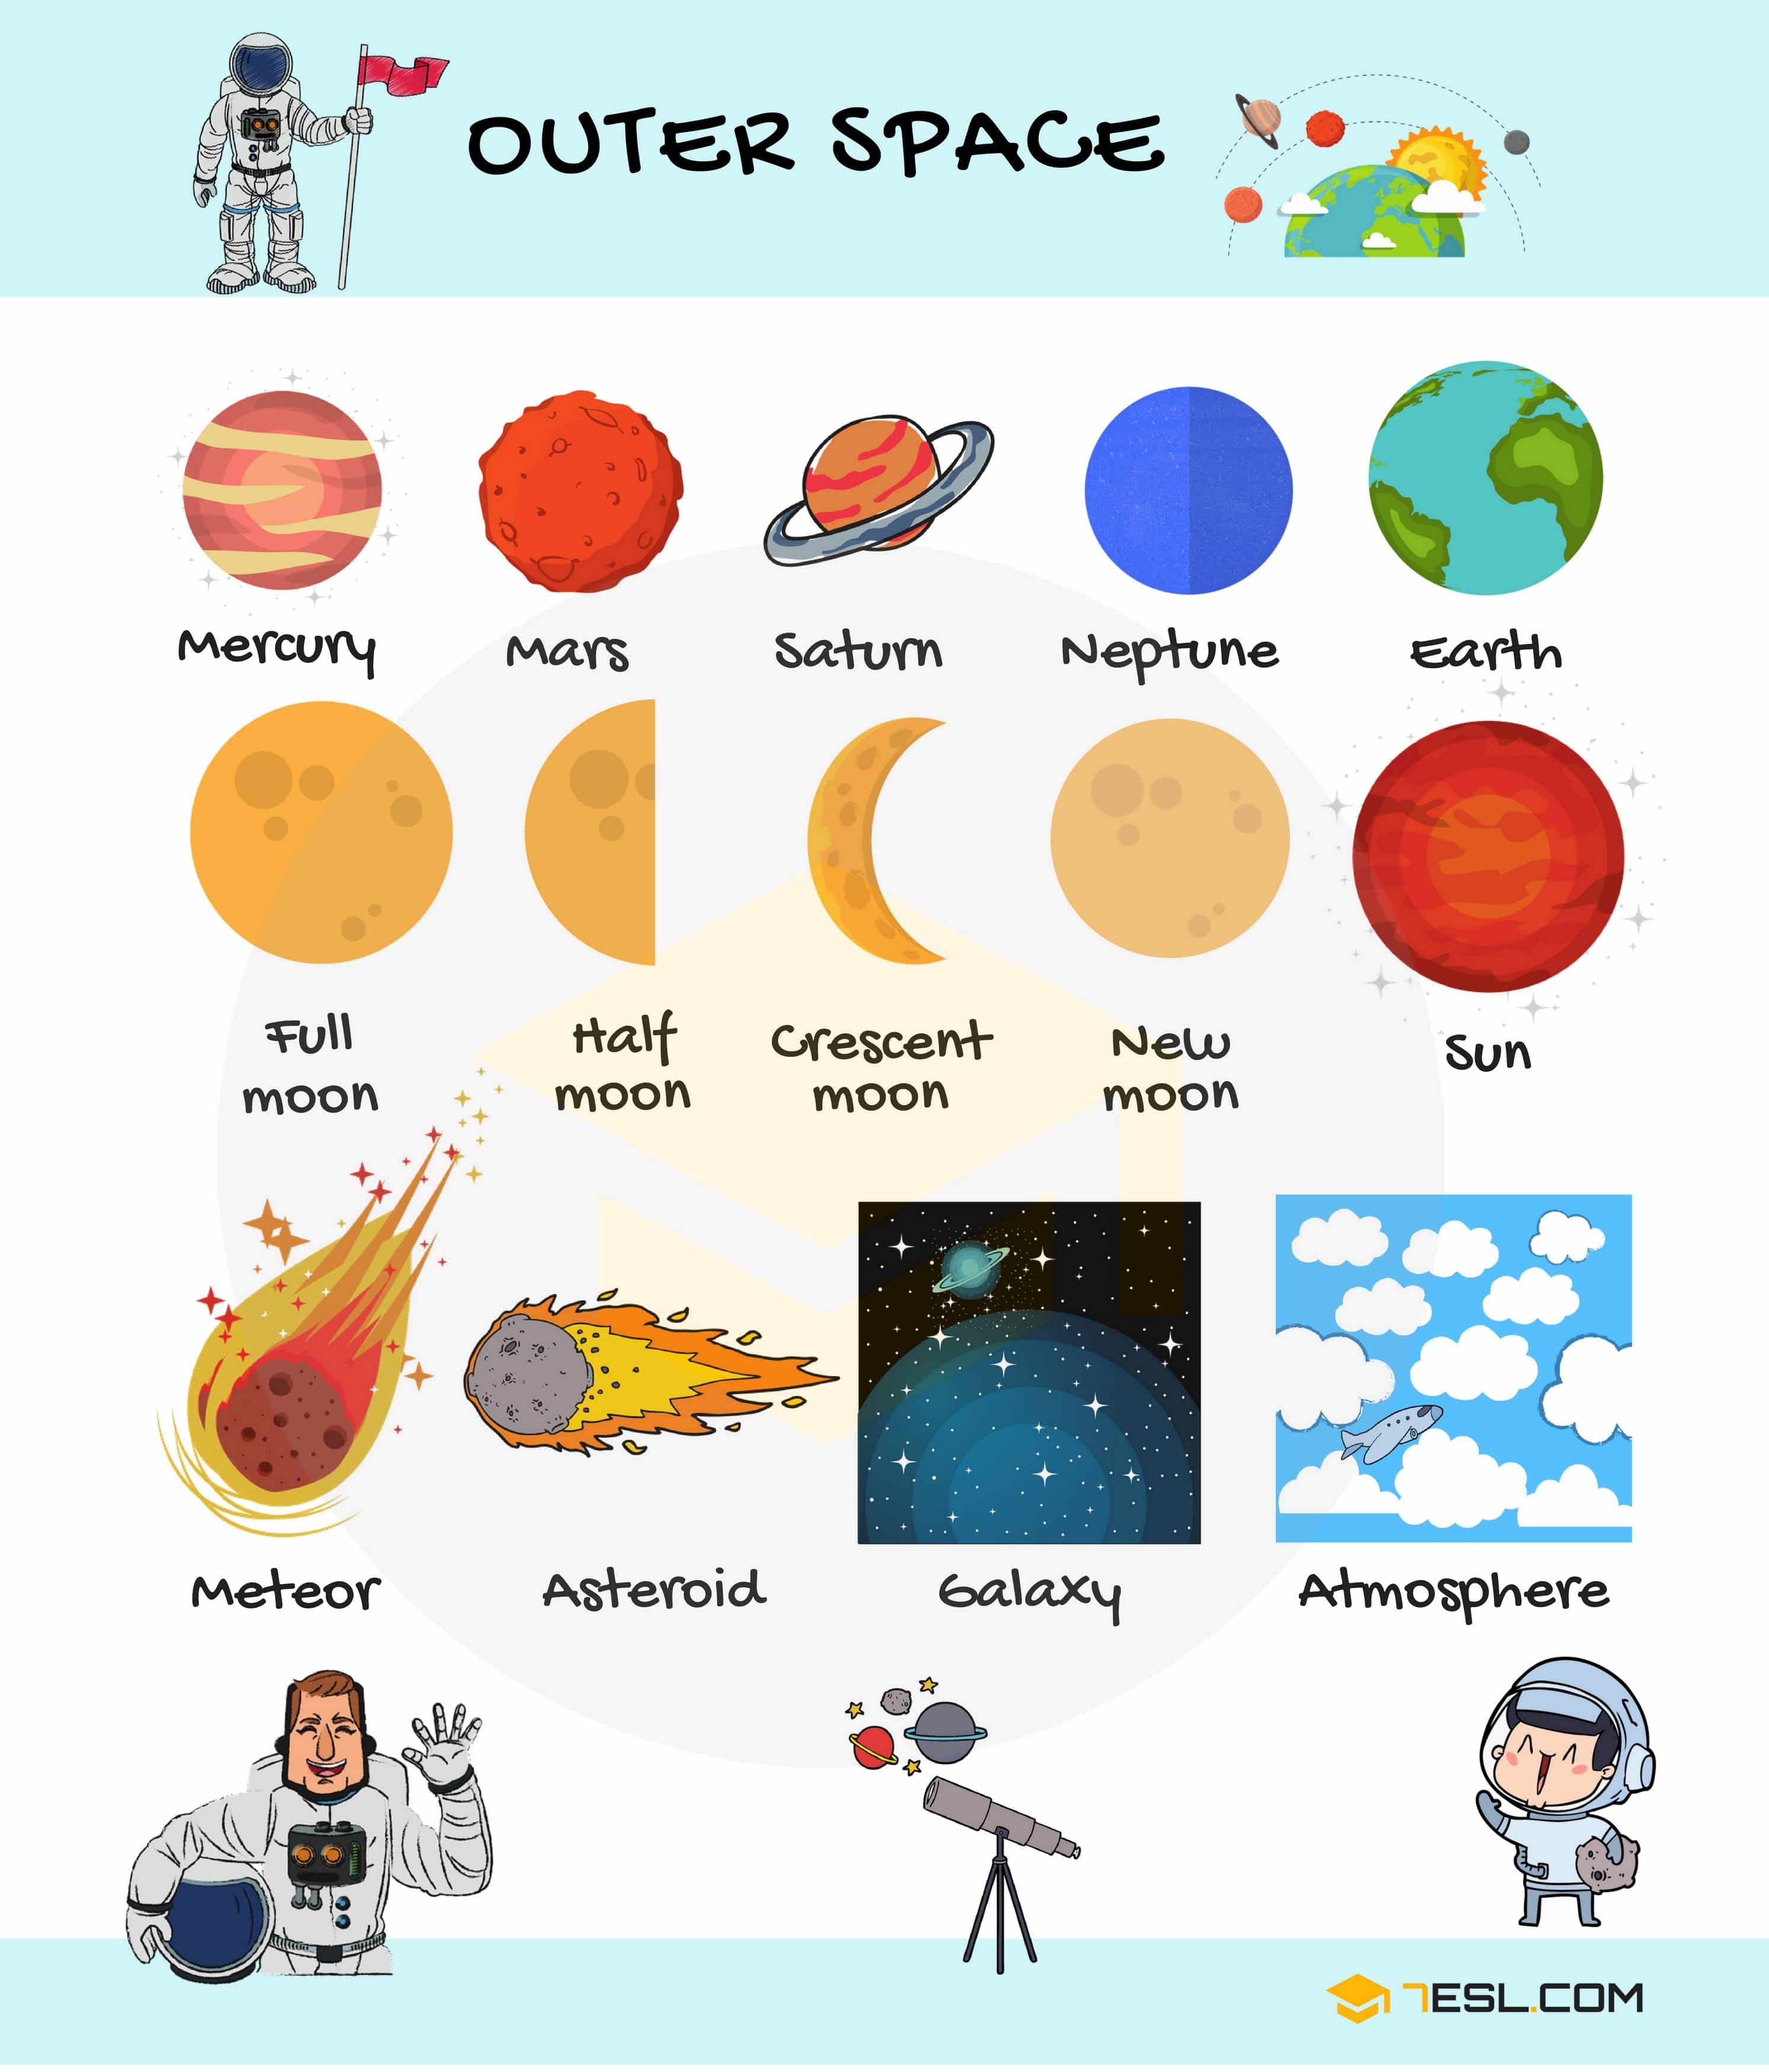 OUTER SPACE
Mercury
Mars
Saturn
Neptune
Earth
Full
moon
Half
moon
Crescent
moon
New
moon
Sun
Meteor
Asteroid
Galaxy
Atmosphere
7ESL.COM